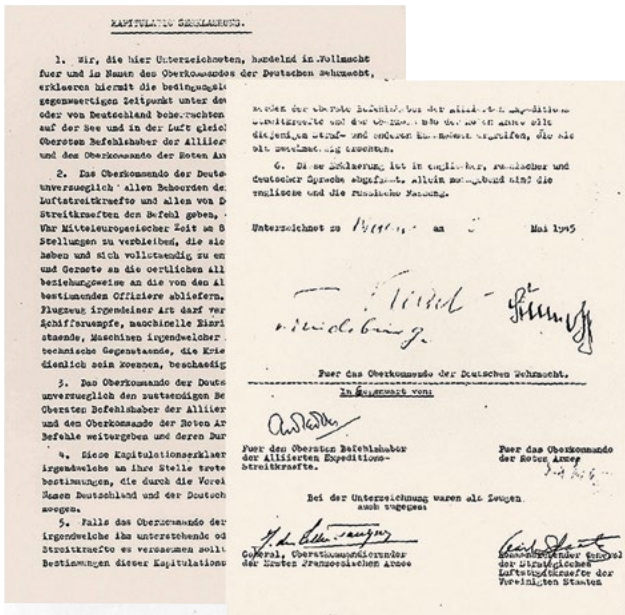 KAPITULATIONSERKLAERUNG.
1. Wir, die hier Unterzeichneten, handelnd in Vollmacht
fuer und im Namen des Oberkommandos der Deutschen Wehrmacht,
erklaeren hiermit die bedingungslo
gegenwaertigen Zeitpunkt unter dem
oder von Deutschland beherrschten
auf der See und in der Luft gleich
Obersten Befehlshaber der Alliier
und dem Oberkommando der Roten Arm
2. Das Oberkommando der Deuts
unverzueglich allen Behoerden der
Luftstreitkraefte und allen von D
Streitkraeften den Befehl geben,
Uhr Mitteleuropaeischer Zeit am 8
Stellungen zu verbleiben, die sie
haben und sich vollstaendig zu en
und Geraete an die oertlichen All
beziehungsweise an die von den Al
bestimmenden Offiziere abliefern.
Flugzeug irgendeiner Art darf ver
Schiffsruempfe, maschinelle Einri
staende, Maschinen irgendwelcher
technische Gegenstaende, die Krie
dienlich sein koennen, beschaedig
3. Das Oberkommando der Deuts
unverzueglich den zustaendigen Be
Obersten Befehlshaber der Alliier
und dem Oberkommando der Roten Ar
Befehle weitergeben und deren Dur
4. Diese Kapitulationserklaer
irgendwelche an ihre Stelle trete
bestimmungen, die durch die Verei
Namen Deutschland und der Deutsch
moegen.
5. Falls das Oberkommando der
irgendwelche ihm unterstehende od
Streitkraefte es versaeumen sollt
Bestimmungen dieser Kapitulations
werden der Oberste Befehlshaber der Alliierten Expeditions
Streitkraefte und das Oberkommando der Roten Armee alle
diejenigen Straf- und anderen Massnahmen ergreifen, die sie
als zweckmaessig erachten.
6. Diese Erklaerung ist in englischer, russischer und
deutscher Sprache abgefasst. Allein massgebend sind die
englische und die russische Fassung.
Unterzeichnet zu Berlin am 8 Mai 1945
Fuer das Oberkommando der Deutschen Wehrmacht.
In Gegenwart von:
Fuer den Obersten Befehlshaber
der Alliierten Expeditions-
streitkraefte.
Fuer das Oberkommando
der Roten Armee
Bei der Unterzeichnung waren als Zeugen
auch zugegen:
General, Oberstkommandierender
der Ersten Franzoesischen Armee
Kommandierender General
der Strategischen
Luftstreitkraefte der
Vereinigten Staaten